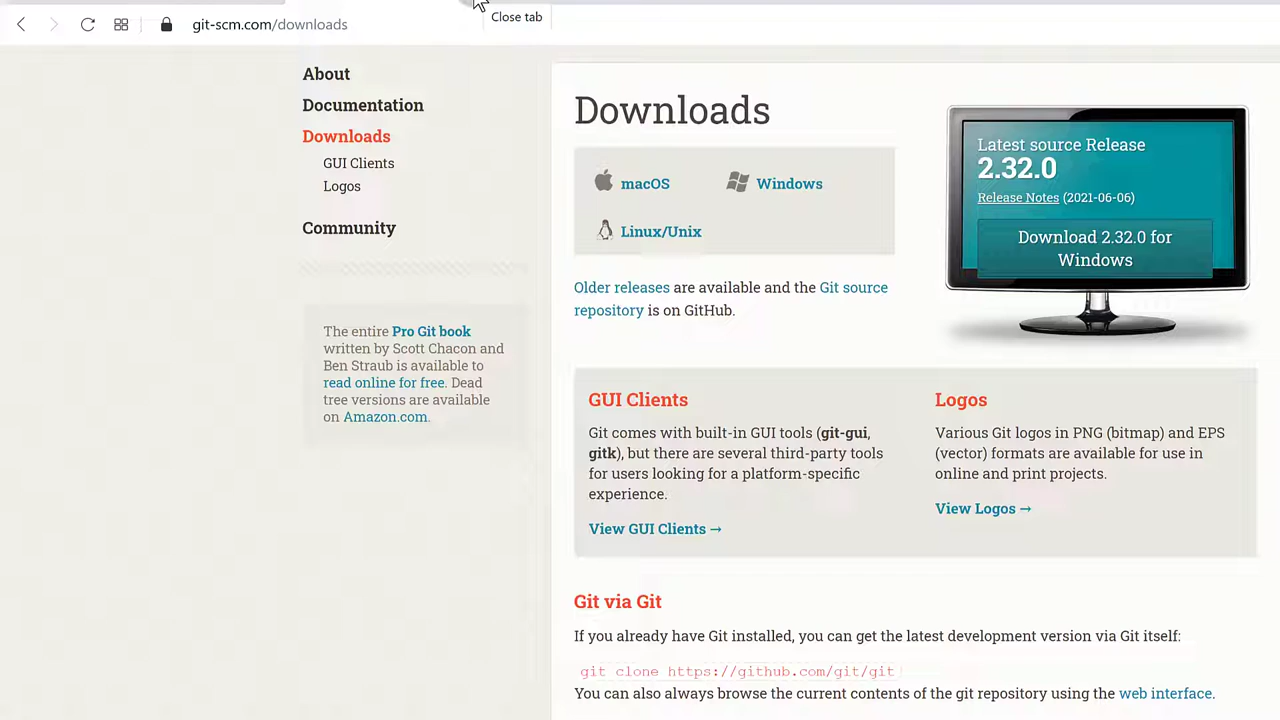 Close tab
git-scm.com/downloads
About
Documentation
Downloads
GUI Clients
Logos
Community
The entire Pro Git book
written by Scott Chacon and
Ben Straub is available to
read online for free. Dead
tree versions are available
on Amazon.com.
Downloads
macOS
Windows
Linux/Unix
Older releases are available and the Git source
repository is on GitHub.
Latest source Release
2.32.0
Release Notes (2021-06-06)
Download 2.32.0 for
Windows
GUI Clients
Git comes with built-in GUI tools (git-gui,
gitk), but there are several third-party tools
for users looking for a platform-specific
experience.
View GUI Clients →
Logos
Various Git logos in PNG (bitmap) and EPS
(vector) formats are available for use in
online and print projects.
View Logos →
Git via Git
If you already have Git installed, you can get the latest development version via Git itself:
git clone https://github.com/git/git
You can also always browse the current contents of the git repository using the web interface.